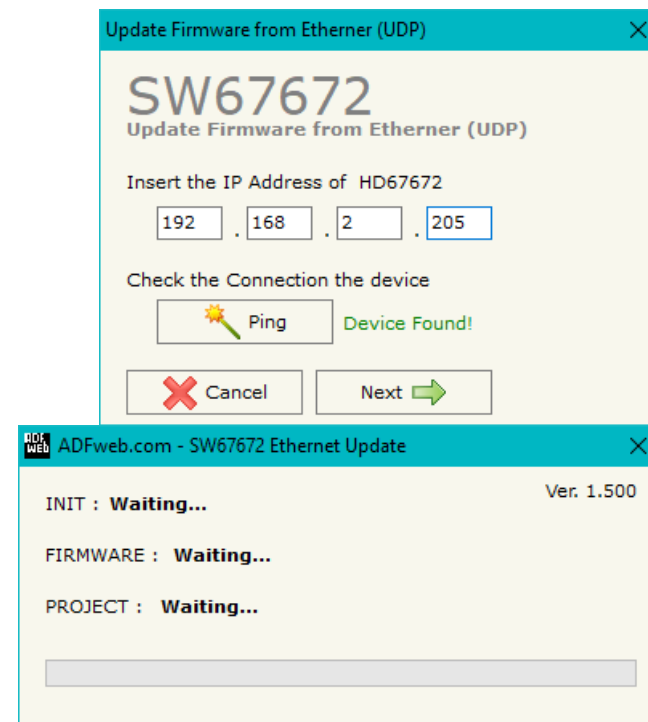 Update Firmware from Etherner (UDP)
SW67672
Update Firmware from Etherner (UDP)
Insert the IP Address of HD67672
192 . 168 . 2 . 205
Check the Connection the device
Ping Device Found!
Cancel Next
ADF web ADFweb.com - SW67672 Ethernet Update
Ver. 1.500
INIT : Waiting...
FIRMWARE : Waiting...
PROJECT : Waiting...